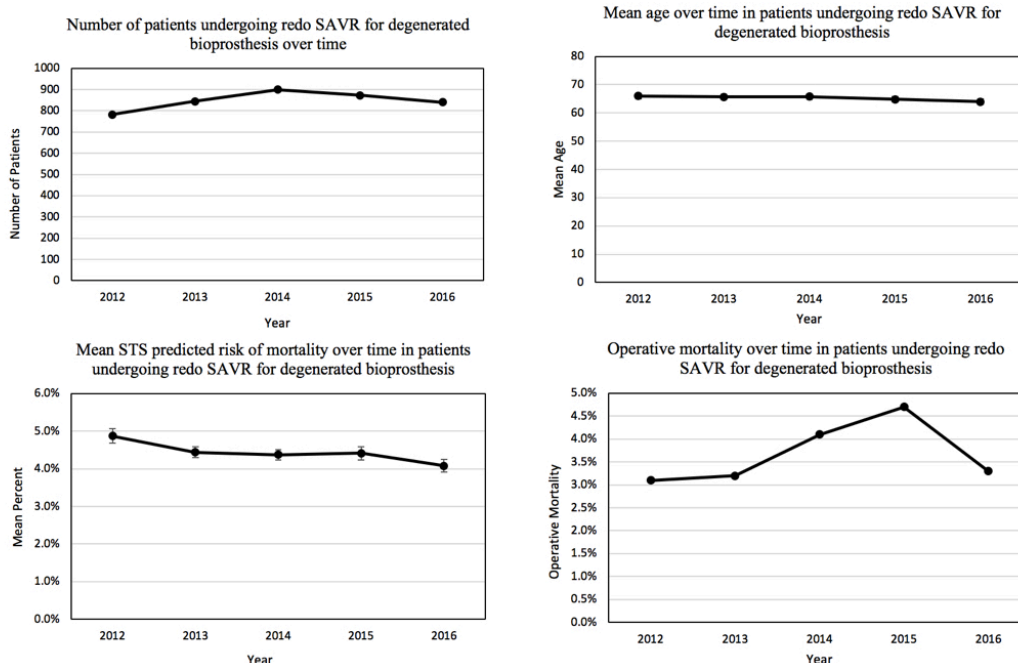 Number of patients undergoing redo SAVR for degenerated
bioprosthesis over time
1000
900
800
700
600
500
400
300
200
100
0
Number of Patients
2012 2013 2014 2015 2016
Year
Mean age over time in patients undergoing redo SAVR for
degenerated bioprosthesis
80
70
60
50
40
30
20
10
0
Mean Age
2012 2013 2014 2015 2016
Year
Mean STS predicted risk of mortality over time in patients
undergoing redo SAVR for degenerated bioprosthesis
6.0%
5.0%
4.0%
3.0%
2.0%
1.0%
0.0%
Mean Percent
2012 2013 2014 2015 2016
Year
Operative mortality over time in patients undergoing redo
SAVR for degenerated bioprosthesis
5.0%
4.5%
4.0%
3.5%
3.0%
2.5%
2.0%
1.5%
1.0%
0.5%
0.0%
Operative Mortality
2012 2013 2014 2015 2016
Year